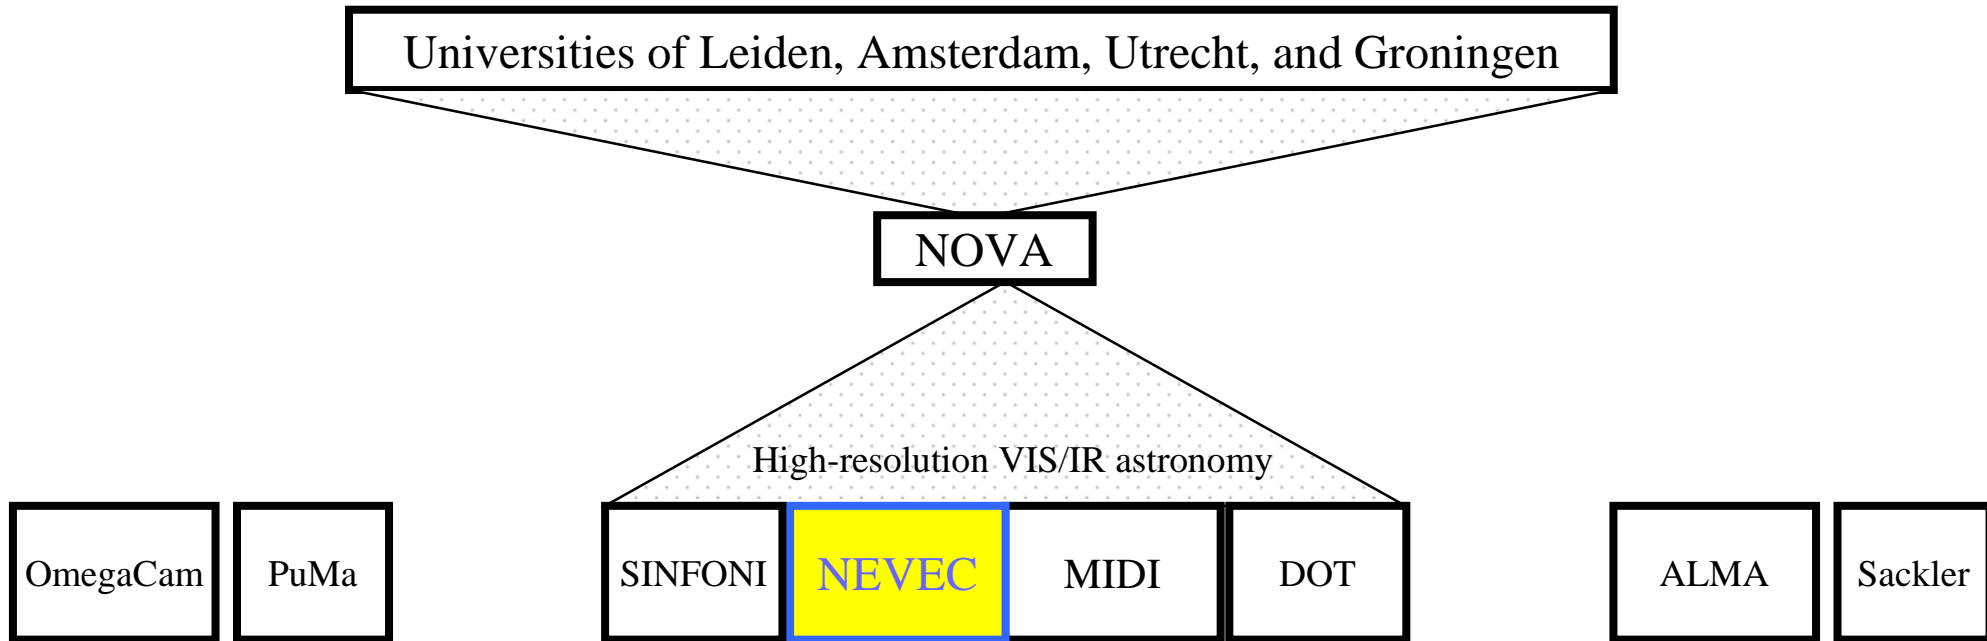 Universities of Leiden, Amsterdam, Utrecht, and Groningen
NOVA
High-resolution VIS/IR astronomy
OmegaCam
PuMa
SINFONI
NEVEC
MIDI
DOT
ALMA
Sackler